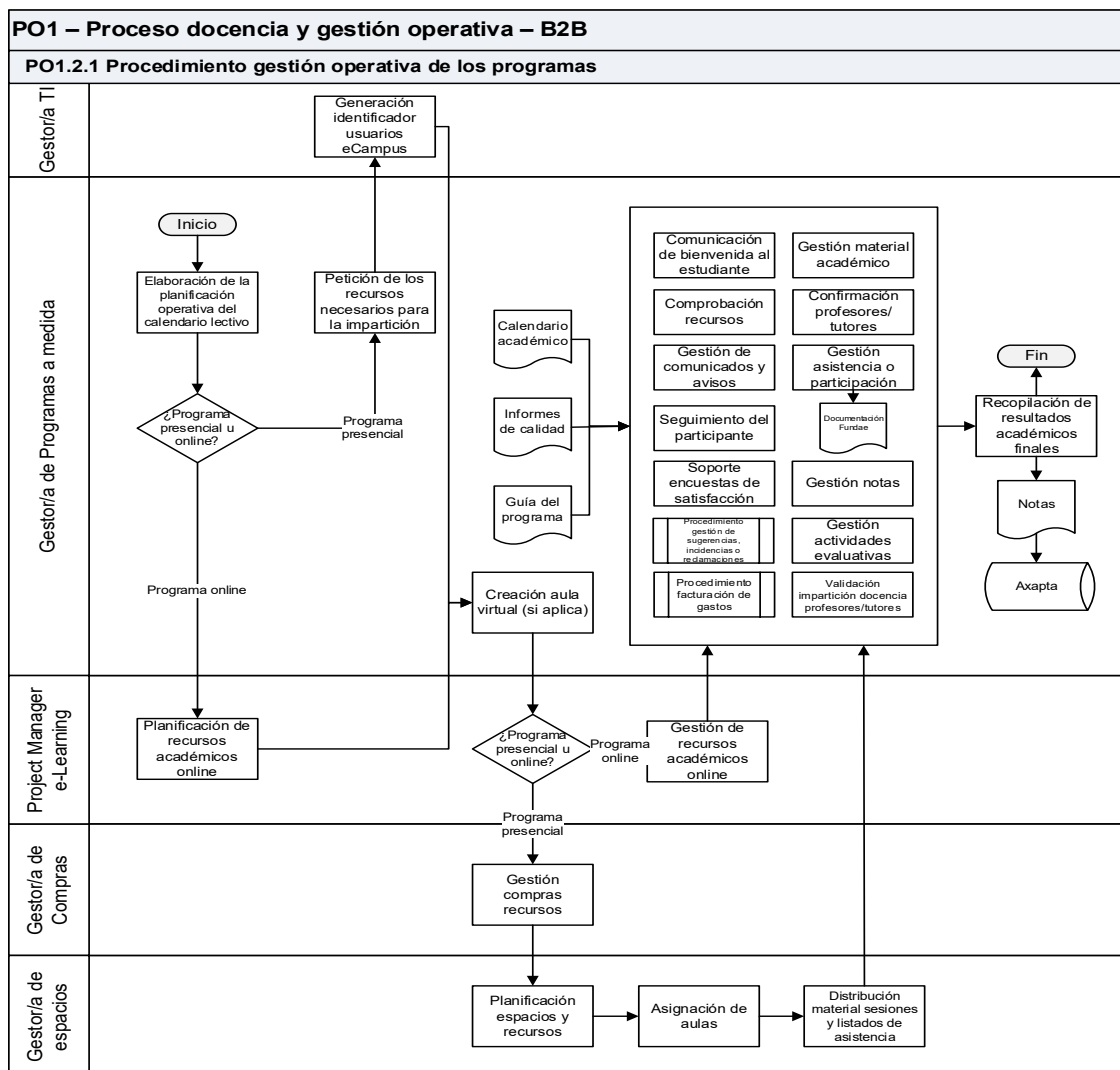 PO1 – Proceso docencia y gestión operativa – B2B
PO1.2.1 Procedimiento gestión operativa de los programas
Gestor/a TI
Generación
identificador
usuarios
eCampus
Gestor/a de Programas a medida
Inicio
Elaboración de la
planificación
operativa del
calendario lectivo
¿Programa
presencial u
online?
Programa
presencial
Petición de los
recursos
necesarios para
la impartición
Programa online
Calendario
académico
Informes
de calidad
Guía del
programa
Creación aula
virtual (si aplica)
Comunicación
de bienvenida al
estudiante
Comprobación
recursos
Gestión de
comunicados y
avisos
Seguimiento del
participante
Soporte
encuestas de
satisfacción
Procedimiento
gestión de
sugerencias,
incidencias o
reclamaciones
Procedimiento
facturación de
gastos
Gestión material
académico
Confirmación
profesores/
tutores
Gestión
asistencia o
participación
Documentación
Fundae
Gestión notas
Gestión
actividades
evaluativas
Validación
impartición docencia
profesores/tutores
Fin
Recopilación de
resultados
académicos
finales
Notas
Axapta
Project Manager
e-Learning
Planificación de
recursos
académicos
online
¿Programa
presencial u
online?
Programa
online
Gestión de
recursos
académicos
online
Programa
presencial
Gestor/a de
Compras
Gestión
compras
recursos
Gestor/a de
espacios
Planificación
espacios y
recursos
Asignación de
aulas
Distribución
material sesiones
y listados de
asistencia